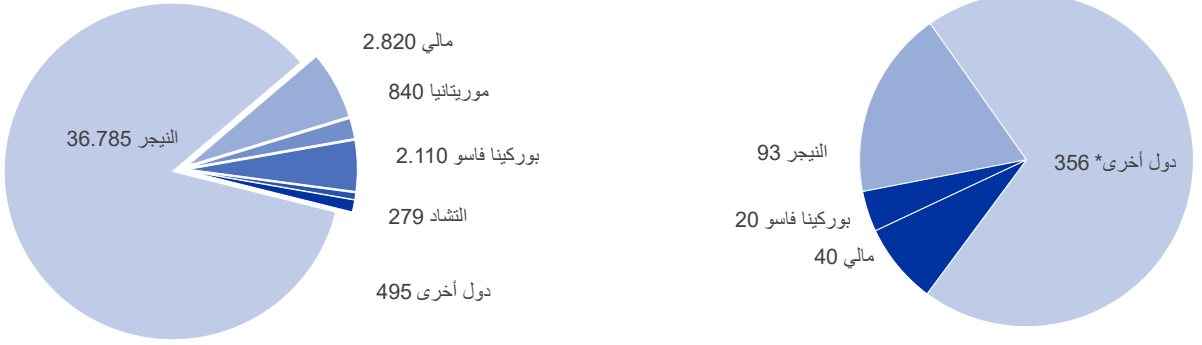 مالي 2.820
موريتانيا 840
النيجر 36.785
بوركينا فاسو 2.110
التشاد 279
دول أخرى 495
النيجر 93
دول أخرى* 356
بوركينا فاسو 20
مالي 40